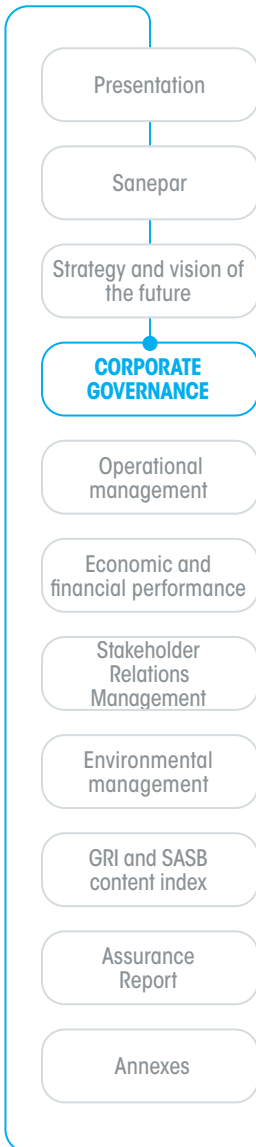 Presentation
Sanepar
Strategy and vision of
the future
CORPORATE
GOVERNANCE
Operational
management
Economic and
financial performance
Stakeholder
Relations
Management
Environmental
management
GRI and SASB
content index
Assurance
Report
Annexes